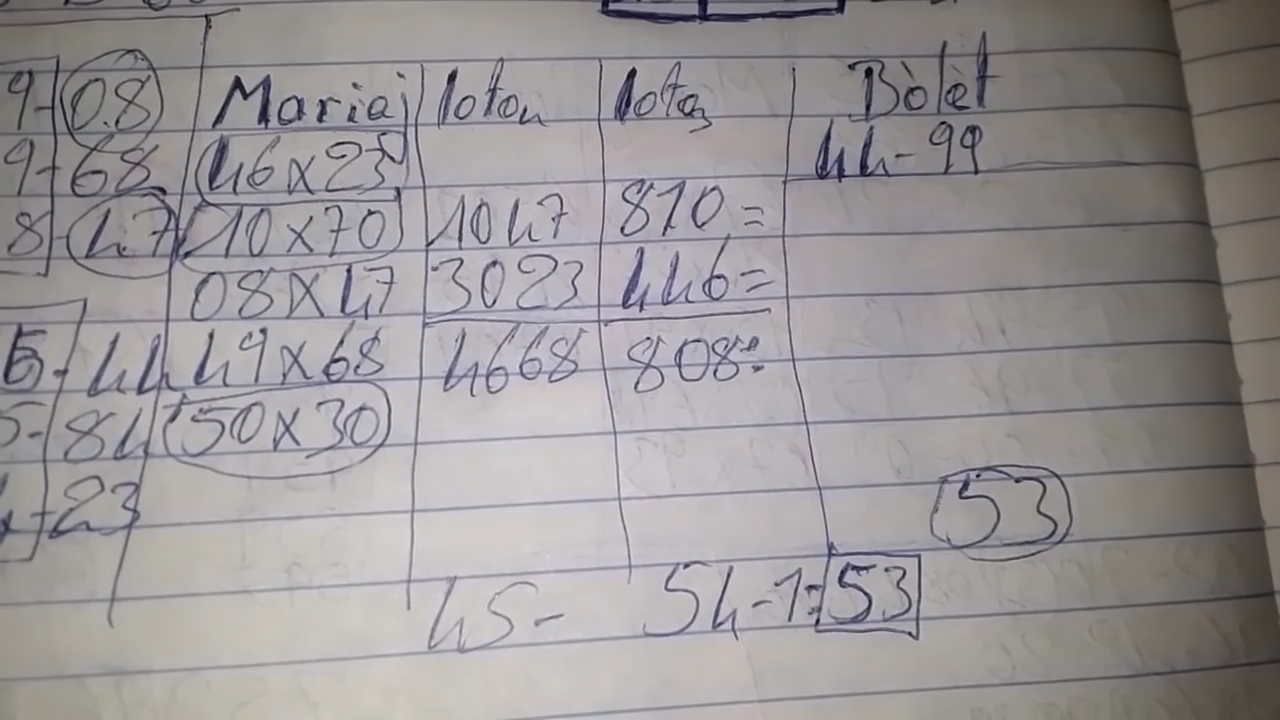 9-08 Mariaj loto4 loto3 Bòlèt
9-68 46x23 44-99
8-47 10x70 1047 810=
08x47 3023 446=
5-44 49x68 4668 808=
5-84 50x30
23
53
45- 54-1=53